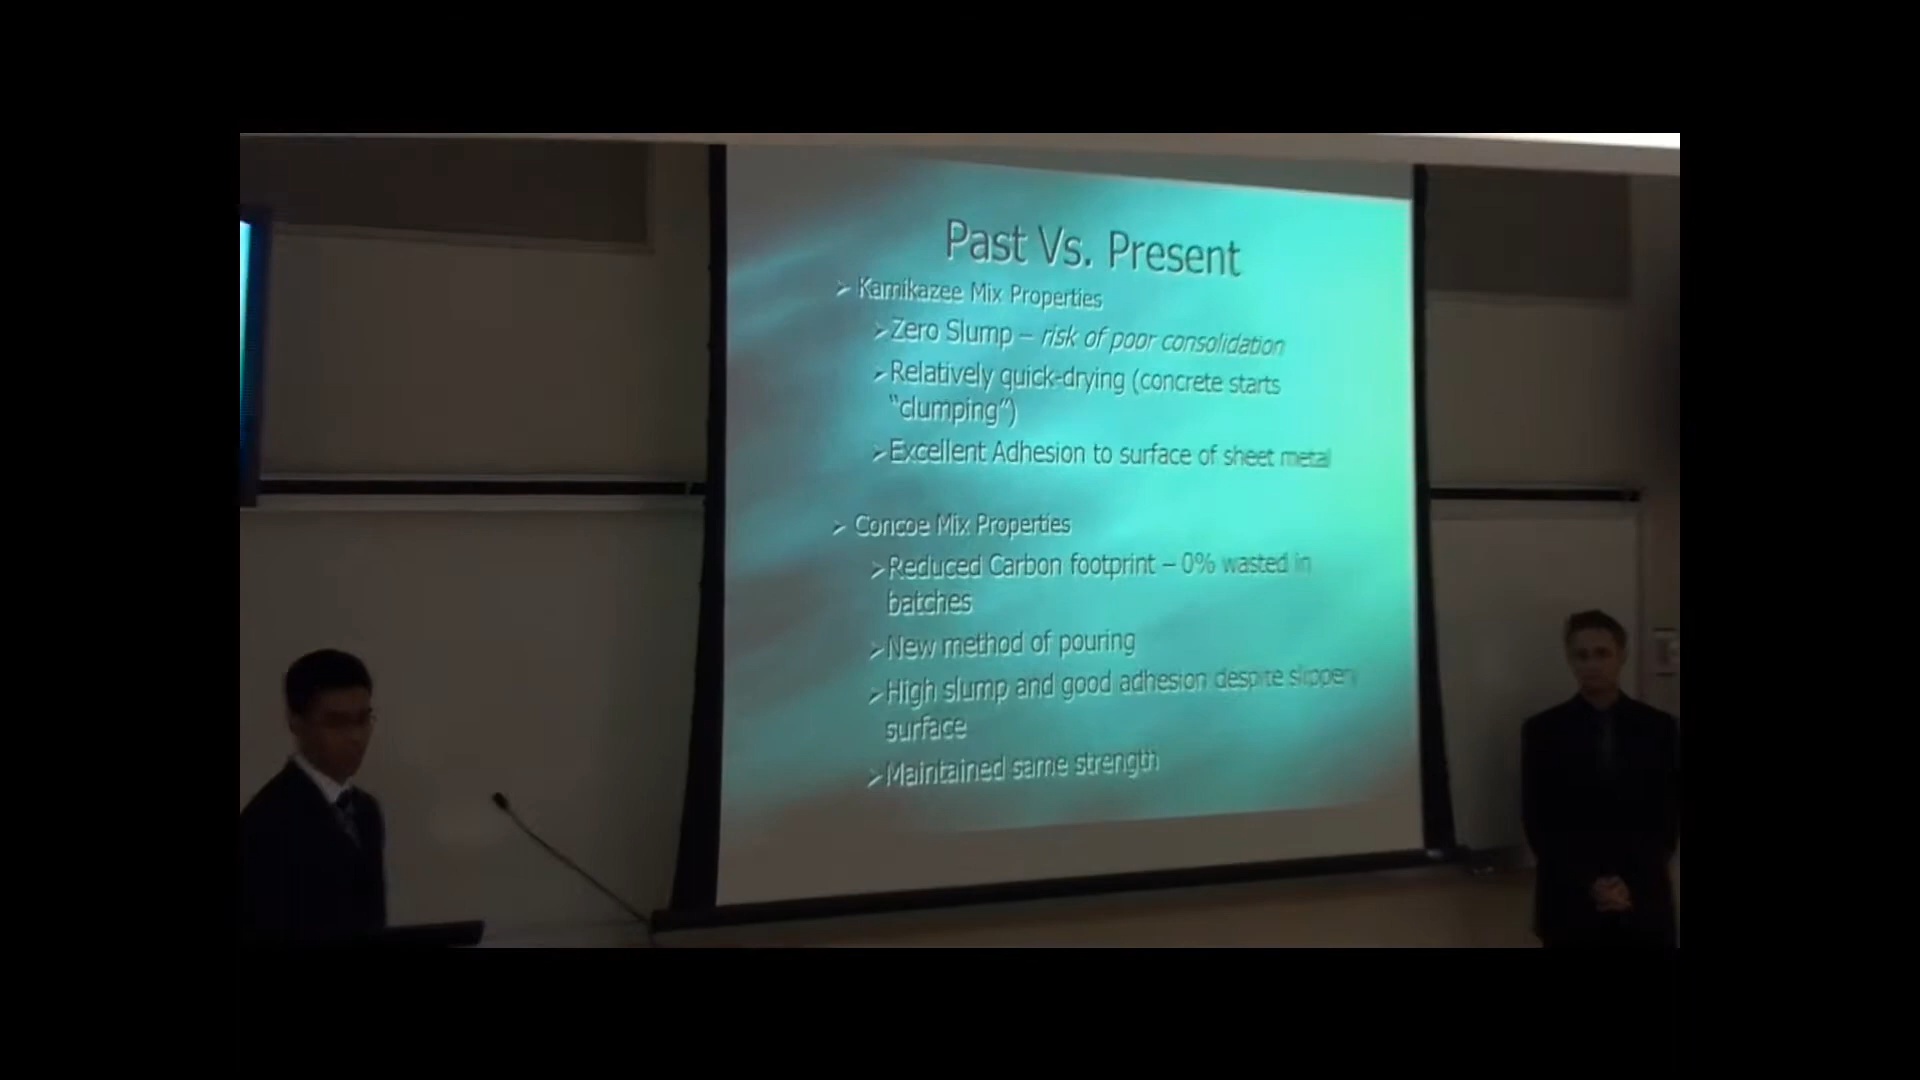 Past Vs. Present
➢ Kamikazee Mix Properties
➢Zero Slump – risk of poor consolidation
➢Relatively quick-drying (concrete starts
"clumping")
➢Excellent Adhesion to surface of sheet metal
➢ Concoe Mix Properties
➢Reduced Carbon footprint – 0% wasted in
batches
➢New method of pouring
➢High slump and good adhesion despite slippery
surface
➢Maintained same strength